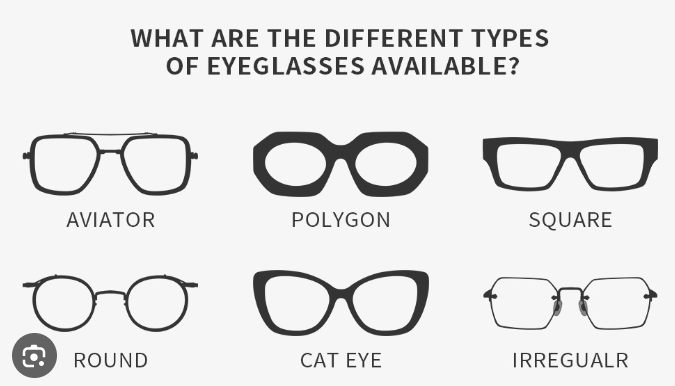 WHAT ARE THE DIFFERENT TYPES
OF EYEGLASSES AVAILABLE?
AVIATOR
POLYGON
SQUARE
ROUND
CAT EYE
IRREGUALR